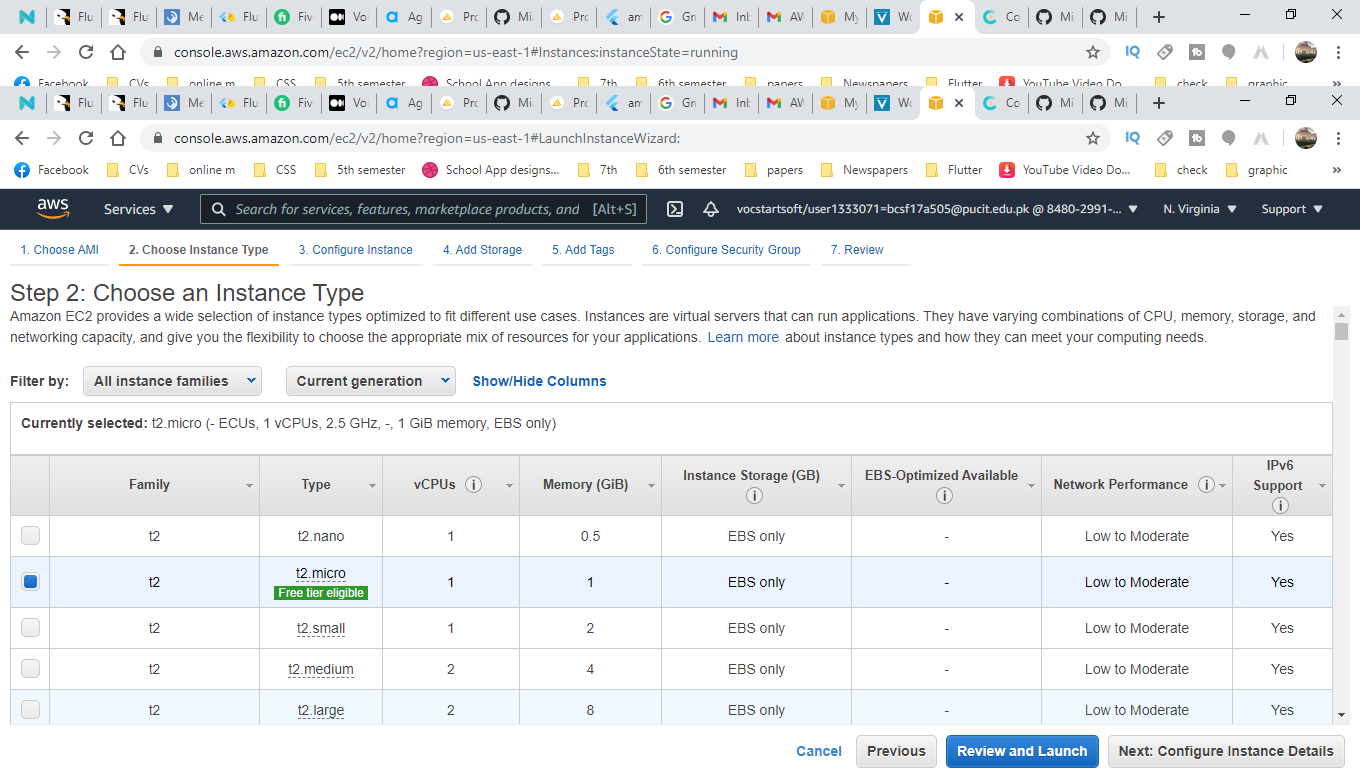 Flu Flu Me Flu Five Vo Ag Pro Mi Pro am Gr Inb AW My Wo Co Mi Mi
console.aws.amazon.com/ec2/v2/home?region=us-east-1#Instances:instanceState=running
Facebook CVs online m CSS 5th semester School App designs... 7th 6th semester papers Newspapers Flutter YouTube Video Do... check graphic
Flu Flu Me Flu Five Vo Ag Pro Mi Pro am Gr Inb AW My Wo Co Mi Mi
console.aws.amazon.com/ec2/v2/home?region=us-east-1#LaunchInstanceWizard:
Facebook CVs online m CSS 5th semester School App designs... 7th 6th semester papers Newspapers Flutter YouTube Video Do... check graphic »
aws Services Search for services, features, marketplace products, and [Alt+S] vocstartsoft/user1333071=bcsf17a505@pucit.edu.pk @ 8480-2991-... N. Virginia Support
1. Choose AMI 2. Choose Instance Type 3. Configure Instance 4. Add Storage 5. Add Tags 6. Configure Security Group 7. Review
Step 2: Choose an Instance Type
Amazon EC2 provides a wide selection of instance types optimized to fit different use cases. Instances are virtual servers that can run applications. They have varying combinations of CPU, memory, storage, and
networking capacity, and give you the flexibility to choose the appropriate mix of resources for your applications. Learn more about instance types and how they can meet your computing needs.
Filter by: All instance families Current generation Show/Hide Columns
Currently selected: t2.micro (- ECUs, 1 vCPUs, 2.5 GHz, -, 1 GiB memory, EBS only)
Family Type vCPUs Memory (GiB) Instance Storage (GB) EBS-Optimized Available Network Performance IPv6 Support
t2 t2.nano 1 0.5 EBS only - Low to Moderate Yes
t2 t2.micro 1 1 EBS only - Low to Moderate Yes
Free tier eligible
t2 t2.small 1 2 EBS only - Low to Moderate Yes
t2 t2.medium 2 4 EBS only - Low to Moderate Yes
t2 t2.large 2 8 EBS only - Low to Moderate Yes
Cancel Previous Review and Launch Next: Configure Instance Details